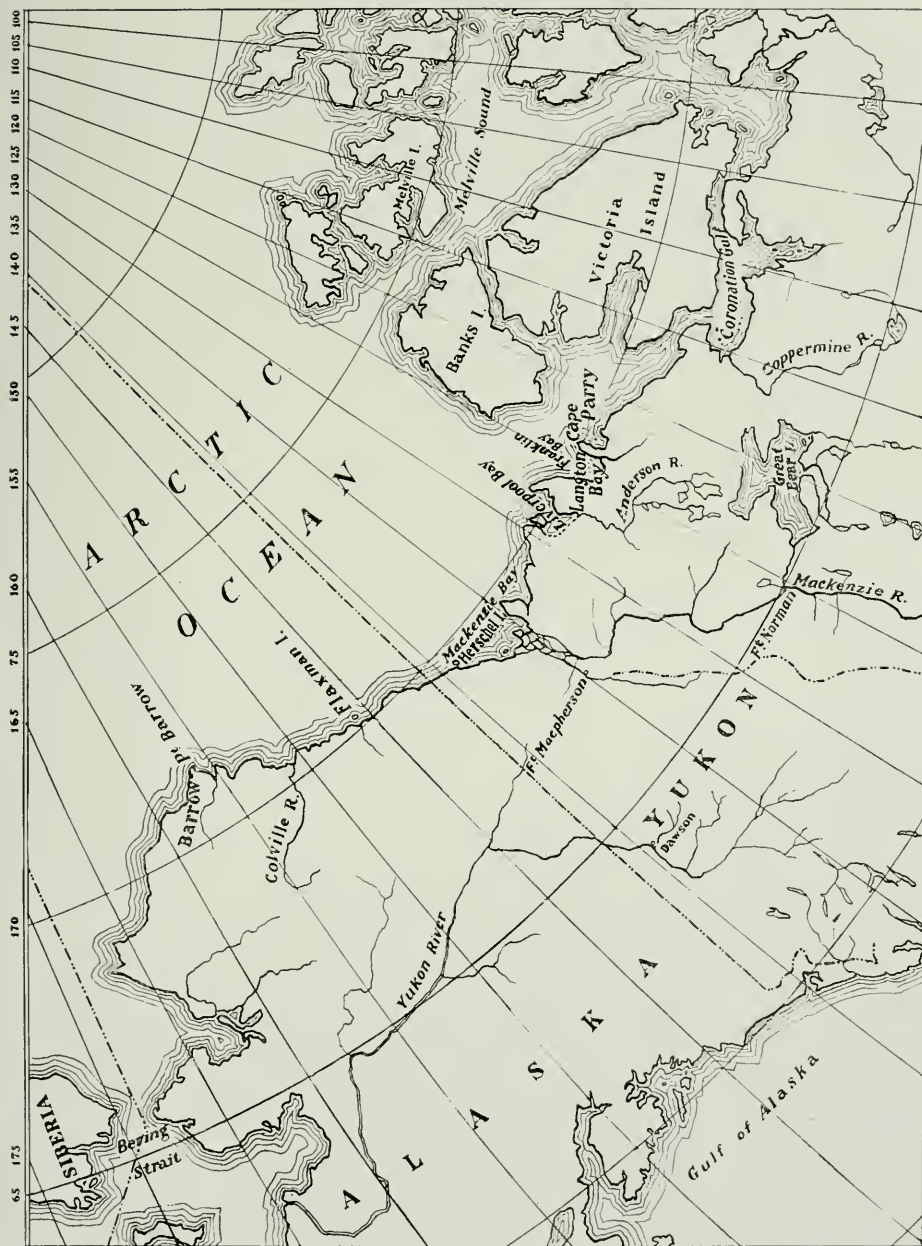 100
105
110
115
120
125
130
135
140
145
150
155
160
75
165
170
175
65
ARCTIC
OCEAN
Melville I.
Melville Sound
Banks I.
Victoria
Island
Coronation Gulf
Coppermine R.
Cape
Parry
Franklin
Bay
Langton
Bay
Liverpool Bay
Anderson R.
Great
Bear L.
Mackenzie Bay
Herschel I.
Mackenzie R.
Ft Norman
Ft Macpherson
Flaxman I.
Pt Barrow
Barrow
Colville R.
YUKON
Dawson
Yukon River
ALASKA
SIBERIA
Bering
Strait
Gulf of Alaska